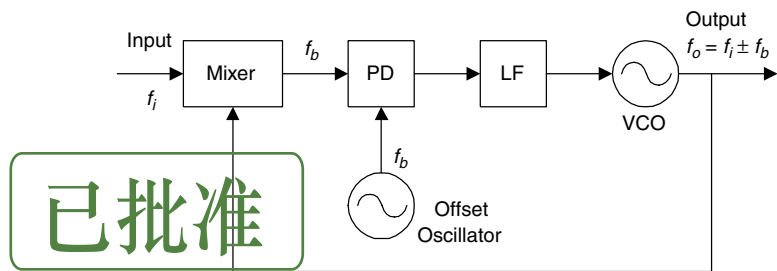 Output
Input
f_o = f_i ± f_b
f_b
Mixer
PD
LF
f_i
VCO
f_b
已批准
Offset
Oscillator